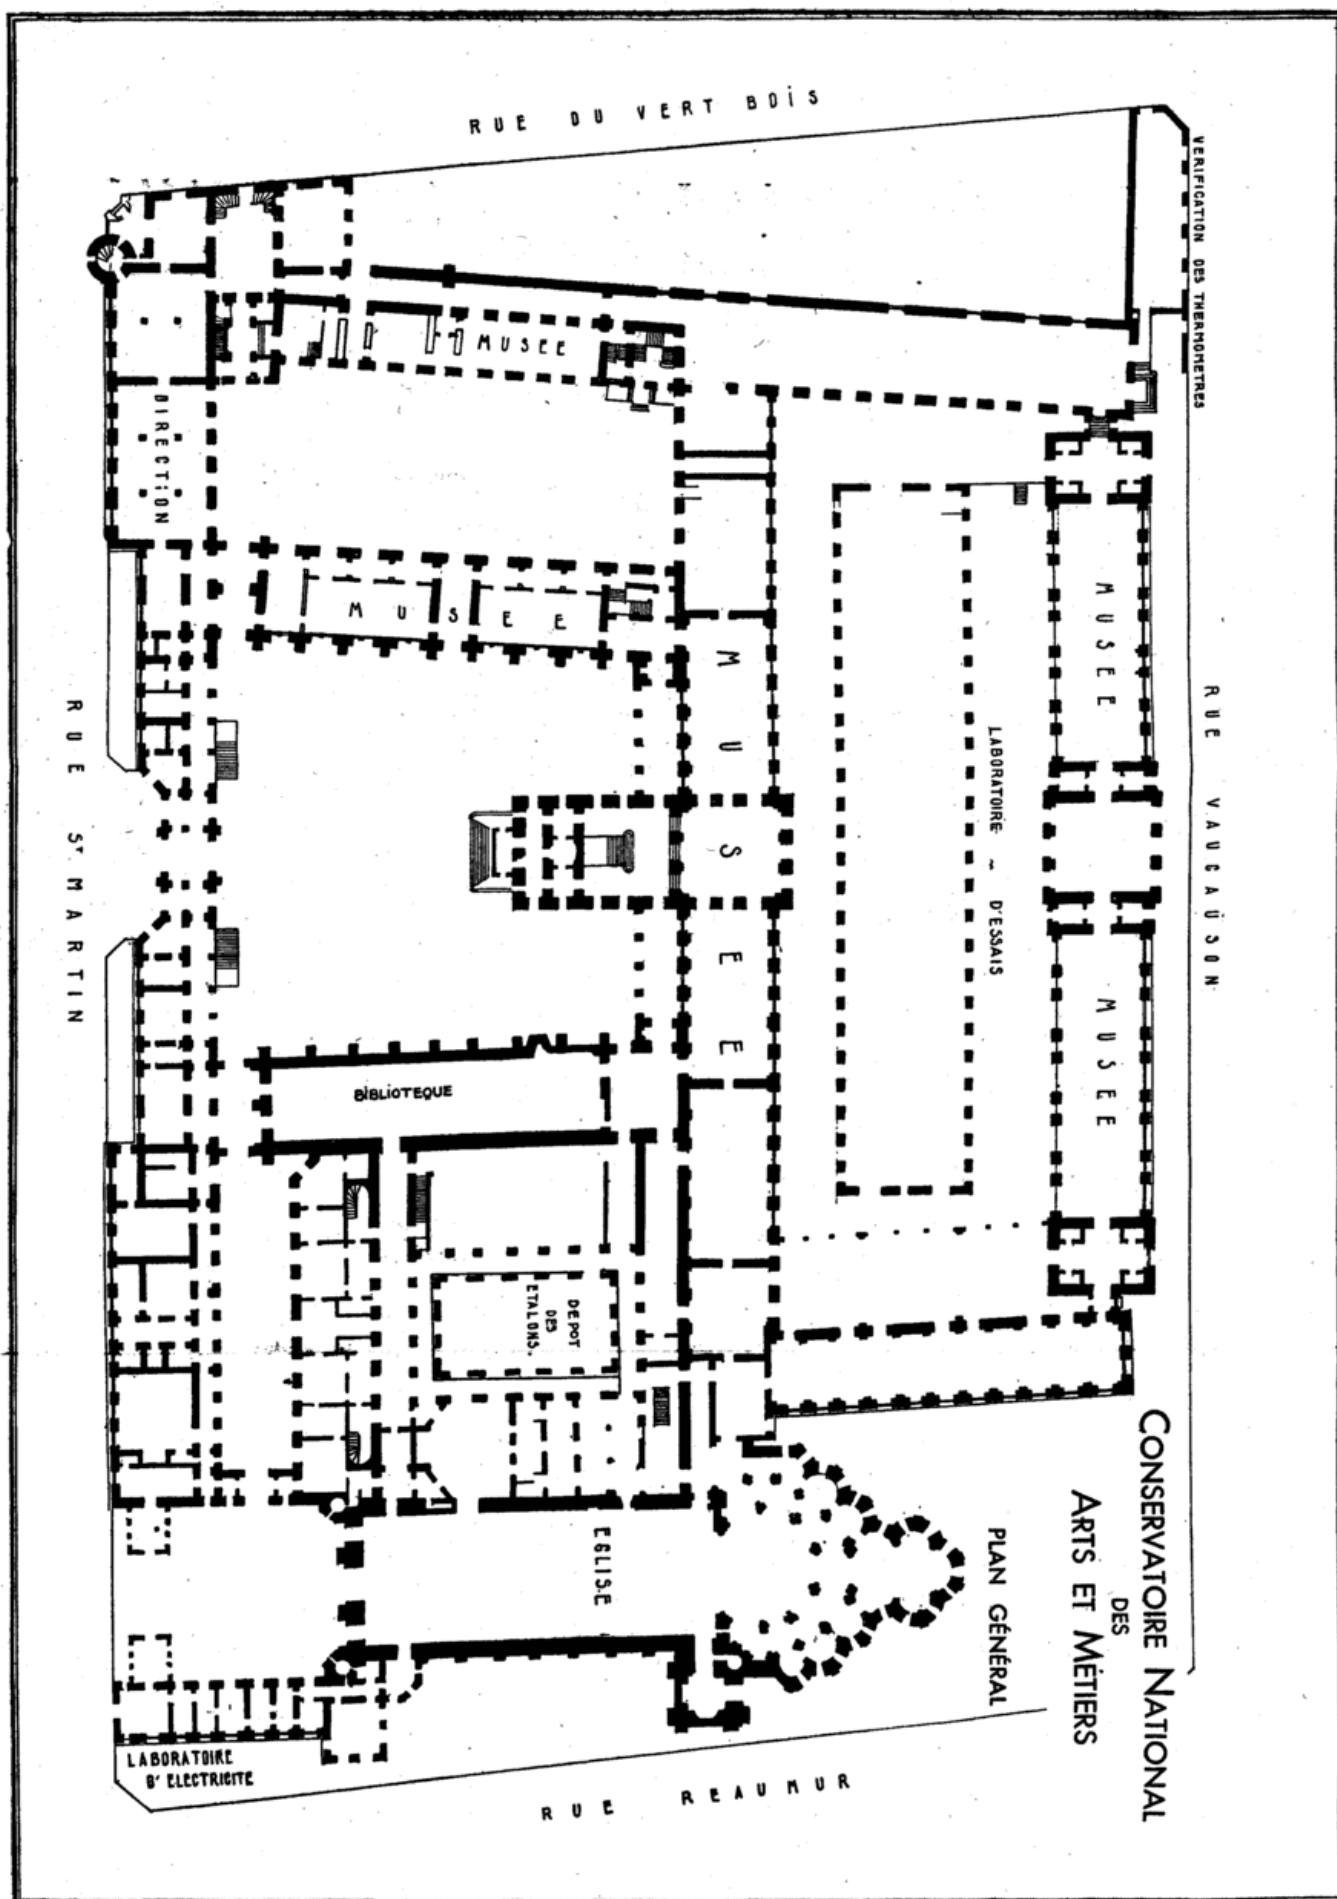 RUE DU VERT BOIS
VERIFICATION DES THERMOMETRES
MUSEE
DIRECTION
MUSEE
MUSEE
MUSEE
LABORATOIRE - D'ESSAIS
RUE VAUCAUSON
RUE ST. MARTIN
MUSEE
BIBLIOTEQUE
DEPOT
DES
ETALONS.
EGLISE
CONSERVATOIRE NATIONAL
DES
ARTS ET MÉTIERS
PLAN GÉNÉRAL
LABORATOIRE
D'ELECTRICITE
RUE REAUMUR